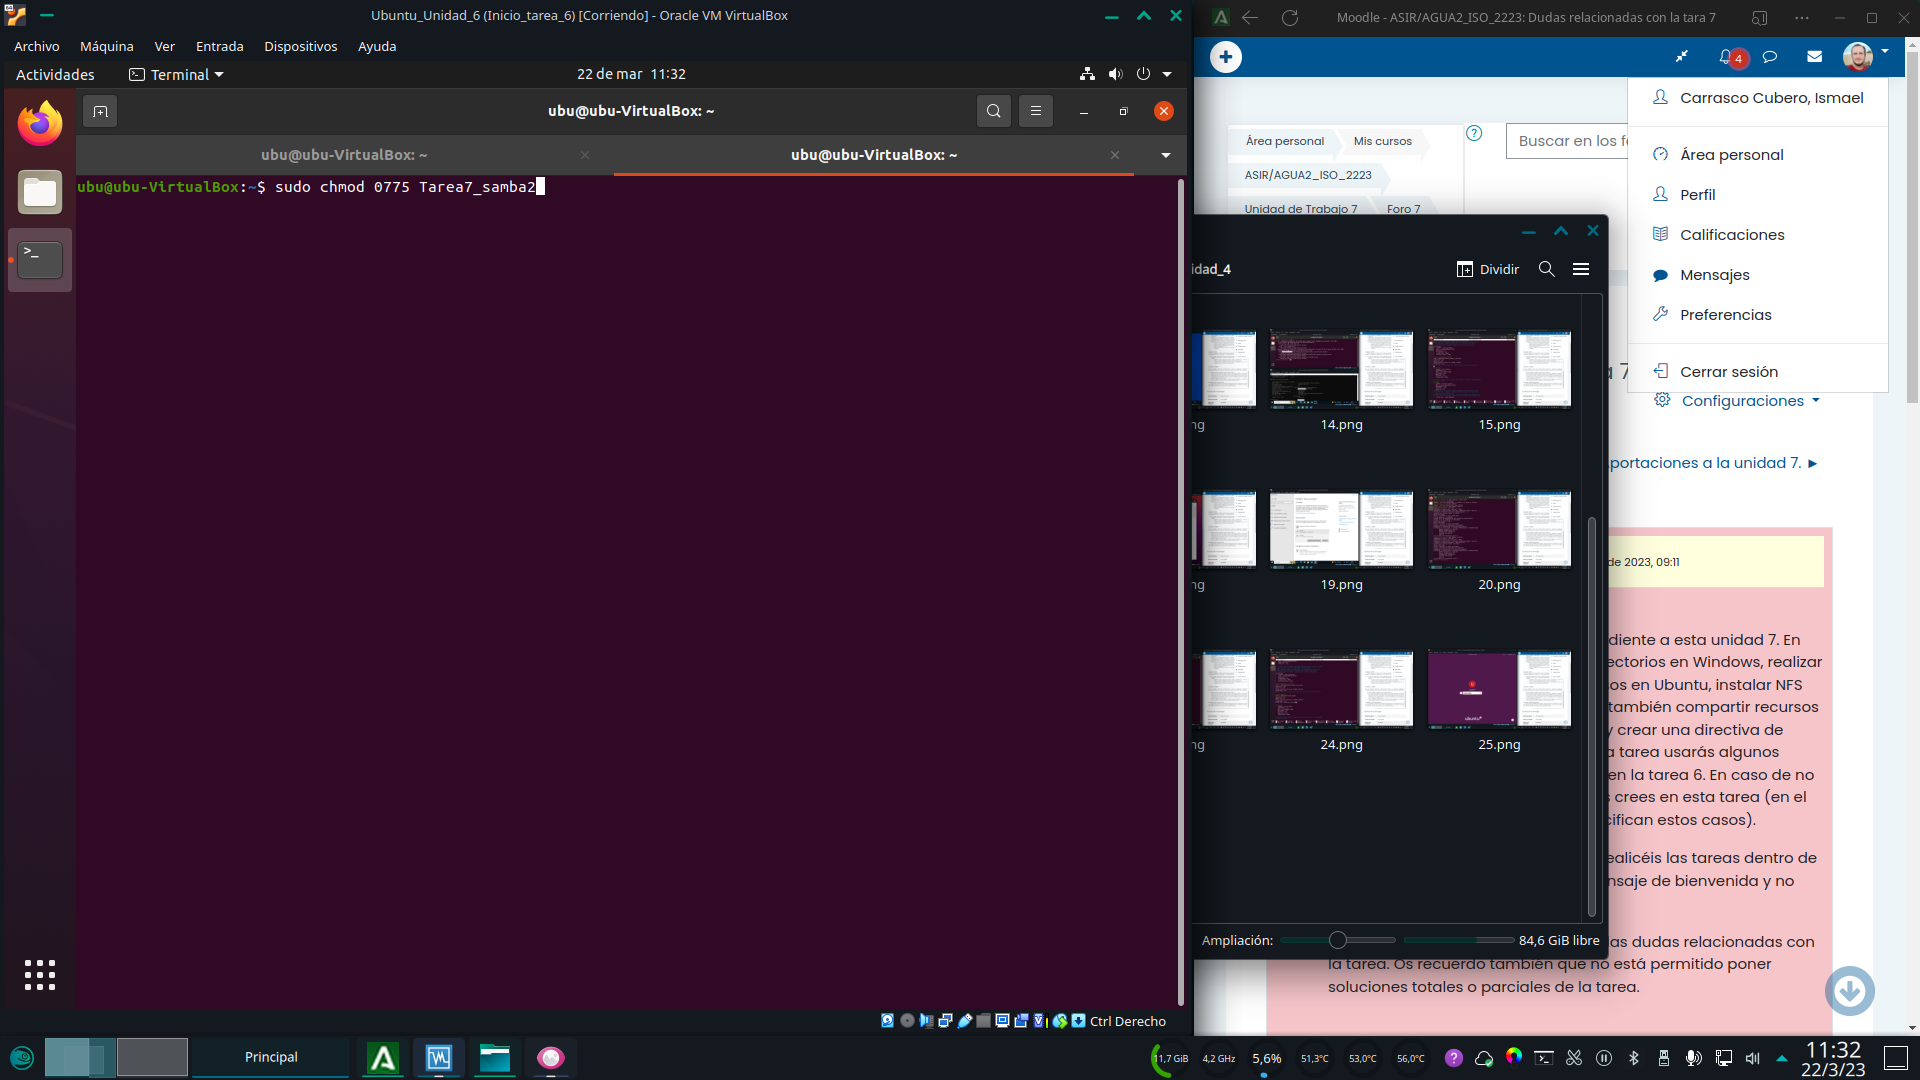 Ubuntu_Unidad_6 (Inicio_tarea_6) [Corriendo] - Oracle VM VirtualBox
Archivo Máquina Ver Entrada Dispositivos Ayuda
Actividades Terminal 22 de mar 11:32
ubu@ubu-VirtualBox: ~
ubu@ubu-VirtualBox: ~ ubu@ubu-VirtualBox: ~
ubu@ubu-VirtualBox:~$ sudo chmod 0775 Tarea7_samba2
Ctrl Derecho
Moodle - ASIR/AGUA2_ISO_2223: Dudas relacionadas con la tara 7
4
Carrasco Cubero, Ismael
Área personal
Perfil
Calificaciones
Mensajes
Preferencias
Cerrar sesión
Configuraciones
Área personal Mis cursos
ASIR/AGUA2_ISO_2223
Unidad de Trabajo 7 Foro 7
?
Buscar en los fo
idad_4
Dividir
ng 14.png 15.png
ng 19.png 20.png
ng 24.png 25.png
Ampliación: 84,6 GiB libre
a 7
portaciones a la unidad 7. ►
de 2023, 09:11
diente a esta unidad 7. En
ectorios en Windows, realizar
os en Ubuntu, instalar NFS
también compartir recursos
y crear una directiva de
a tarea usarás algunos
en la tarea 6. En caso de no
s crees en esta tarea (en el
cifican estos casos).
ealicéis las tareas dentro de
nsaje de bienvenida y no
as dudas relacionadas con
la tarea. Os recuerdo también que no está permitido poner
soluciones totales o parciales de la tarea.
Principal
11,7 GiB 4,2 GHz 5,6% 51,3°C 53,0°C 56,0°C
11:32
22/3/23